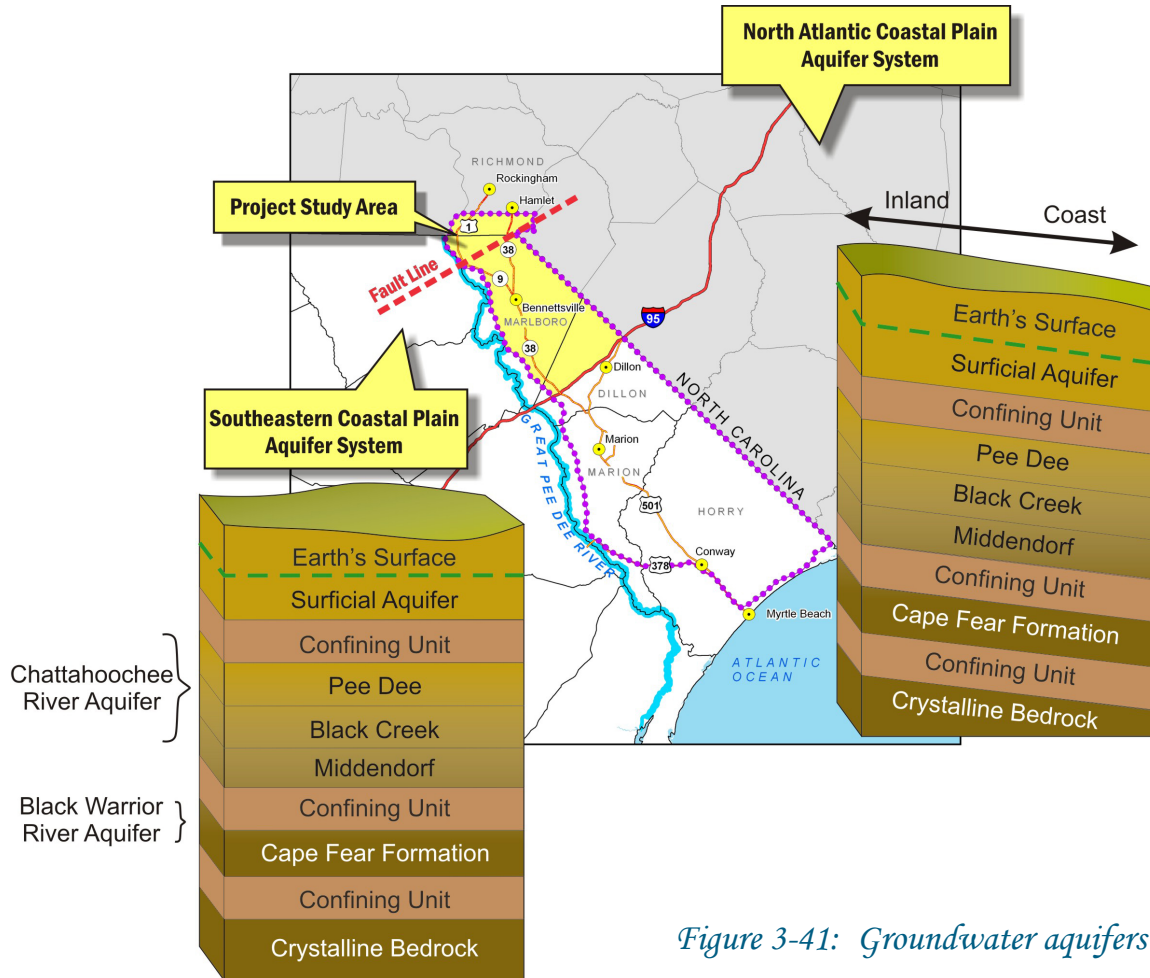 North Atlantic Coastal Plain
Aquifer System
RICHMOND
Rockingham
Project Study Area
Hamlet
1
Inland
Coast
38
Fault Line
9
Bennettsville
MARLBORO
95
38
Dillon
DILLON
NORTH CAROLINA
Southeastern Coastal Plain
Aquifer System
GREAT PEE DEE RIVER
Marion
MARION
501
HORRY
Conway
378
Myrtle Beach
ATLANTIC
OCEAN
Earth's Surface
Surficial Aquifer
Confining Unit
Pee Dee
Black Creek
Middendorf
Confining Unit
Cape Fear Formation
Confining Unit
Crystalline Bedrock
Earth's Surface
Surficial Aquifer
Confining Unit
Pee Dee
Black Creek
Middendorf
Confining Unit
Cape Fear Formation
Confining Unit
Crystalline Bedrock
Chattahoochee
River Aquifer
Black Warrior
River Aquifer
Figure 3-41: Groundwater aquifers